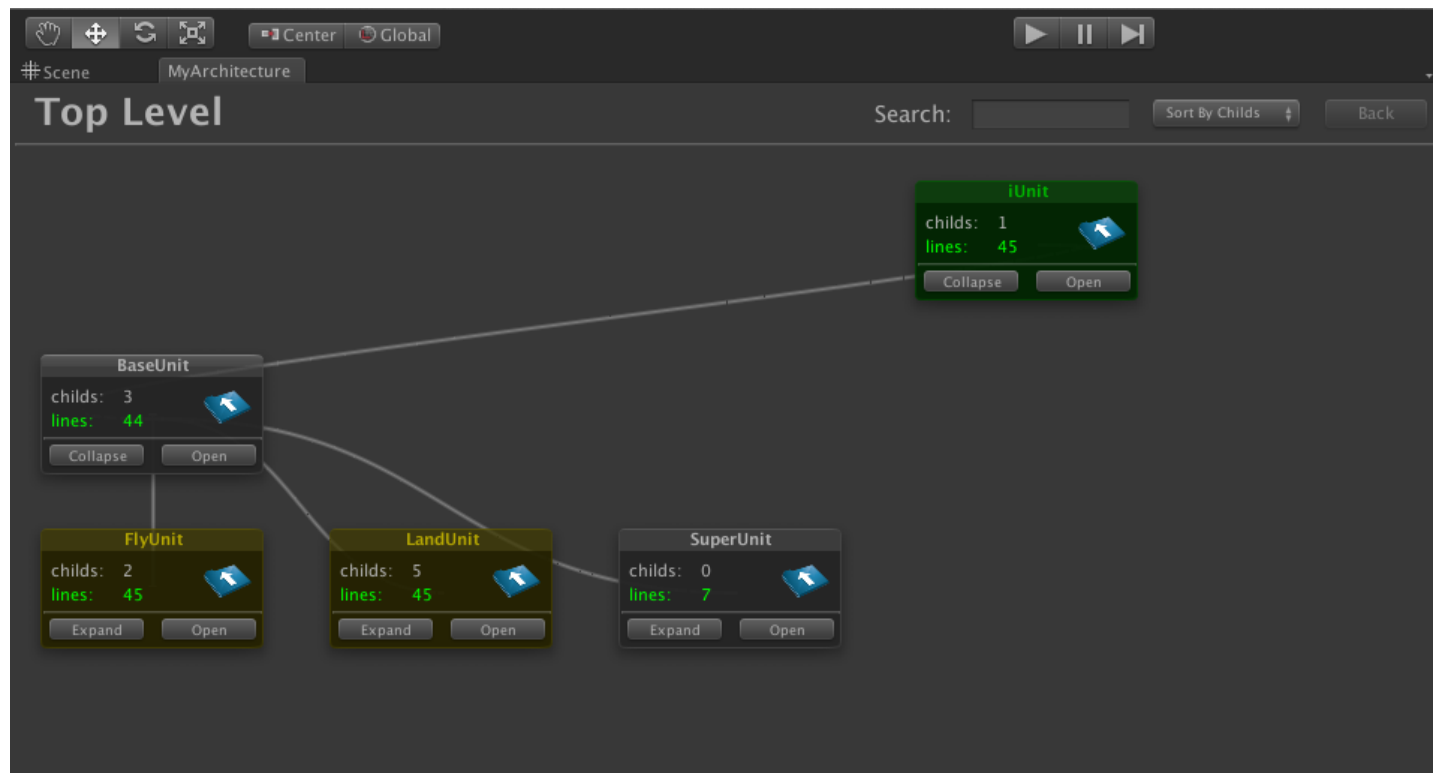 Center Global
Scene MyArchitecture
Top Level Search: Sort By Childs Back
iUnit
childs: 1
lines: 45
Collapse Open
BaseUnit
childs: 3
lines: 44
Collapse Open
FlyUnit
childs: 2
lines: 45
Expand Open
LandUnit
childs: 5
lines: 45
Expand Open
SuperUnit
childs: 0
lines: 7
Expand Open